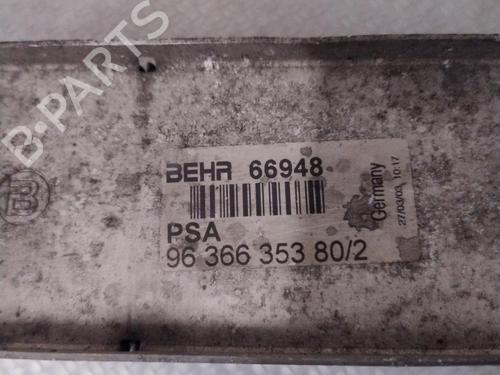 B-PARTS
BEHR 66948
PSA
96 366 353 80/2
Germany
27/03/03 10:17
B